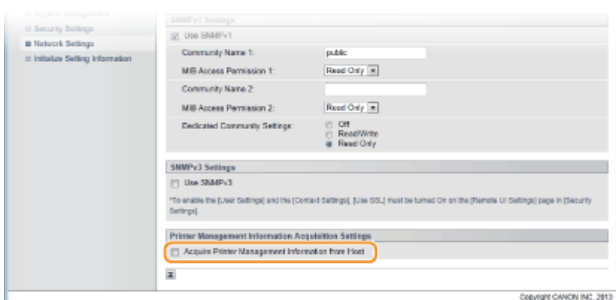 Security Settings
Network Settings
Initialize Setting Information
SNMPv1 Settings
Use SNMPv1
Community Name 1:
public
MIB Access Permission 1:
Read Only
Community Name 2:
MIB Access Permission 2:
Read Only
Dedicated Community Settings:
Off
Read/Write
Read Only
SNMPv3 Settings
Use SNMPv3
*To enable the [User Settings] and the [Context Settings], [Use SSL] must be turned On on the [Remote UI Settings] page in [Security
Settings].
Printer Management Information Acquisition Settings
Acquire Printer Management Information from Host
Copyright CANON INC. 2013